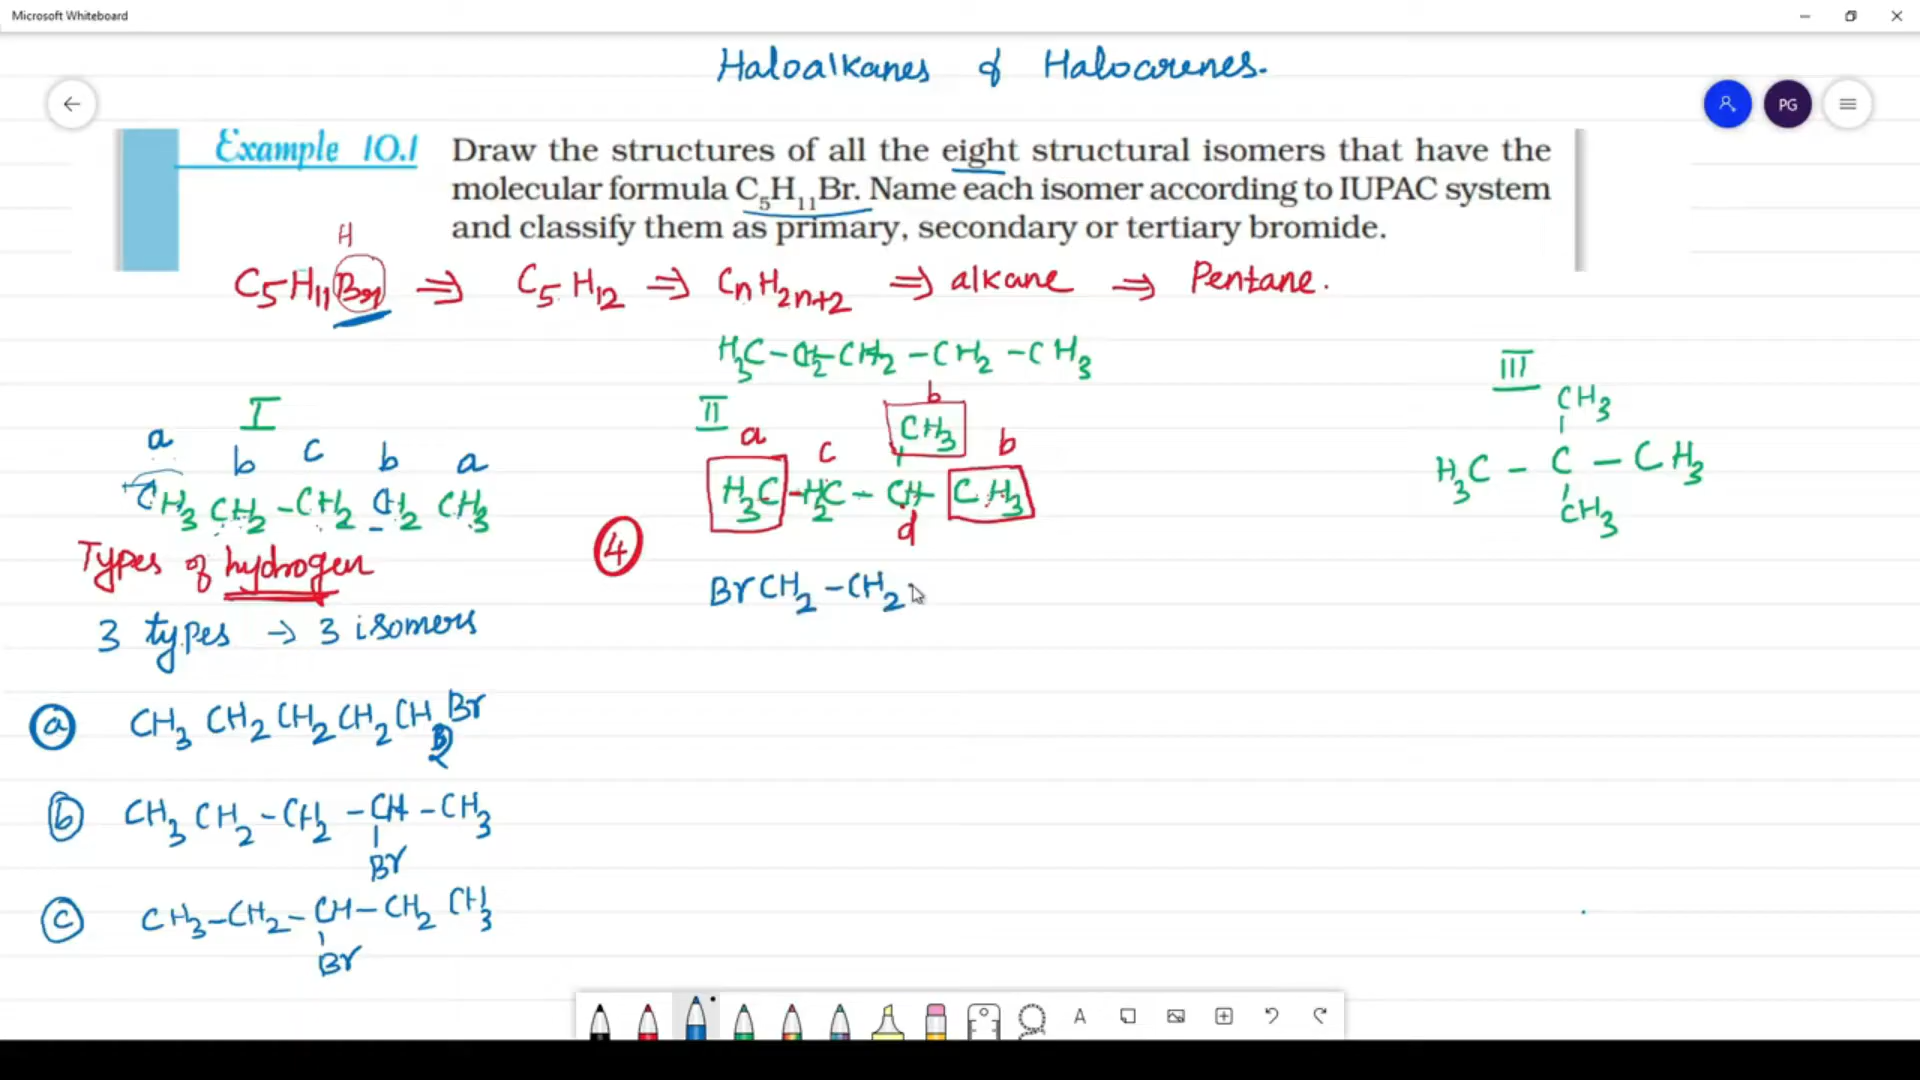 Microsoft Whiteboard
Haloalkanes & Haloarenes.
PG
Example 10.1 Draw the structures of all the eight structural isomers that have the
molecular formula C₅H₁₁Br. Name each isomer according to IUPAC system
and classify them as primary, secondary or tertiary bromide.
H
C₅H₁₁Br ⇒ C₅H₁₂ ⇒ CₙH₂ₙ₊₂ ⇒ alkane ⇒ Pentane.
H₃C-CH₂-CH₂-CH₂-CH₃
I
a b c b a
CH₃ CH₂-CH₂ CH₂ CH₃
Types of hydrogen
3 types → 3 isomers
a CH₃ CH₂ CH₂ CH₂ CH₂ Br
b CH₃ CH₂-CH₂-CH-CH₃
Br
c CH₃-CH₂-CH-CH₂ CH₃
Br
II
b
CH₃
a c b
H₃C-H₂C-CH-CH₃
d
4
BrCH₂-CH₂
III
CH₃
H₃C-C-CH₃
CH₃
A